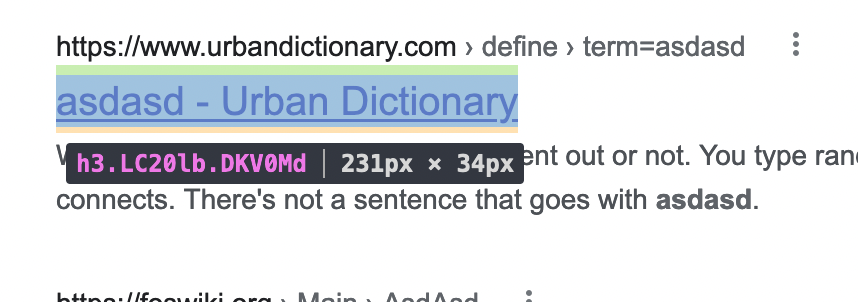 https://www.urbandictionary.com › define › term=asdasd
asdasd - Urban Dictionary
h3.LC20lb.DKV0Md | 231px × 34px
ent out or not. You type
connects. There's not a sentence that goes with asdasd.
https://foswiki.org › Main › AsdAsd